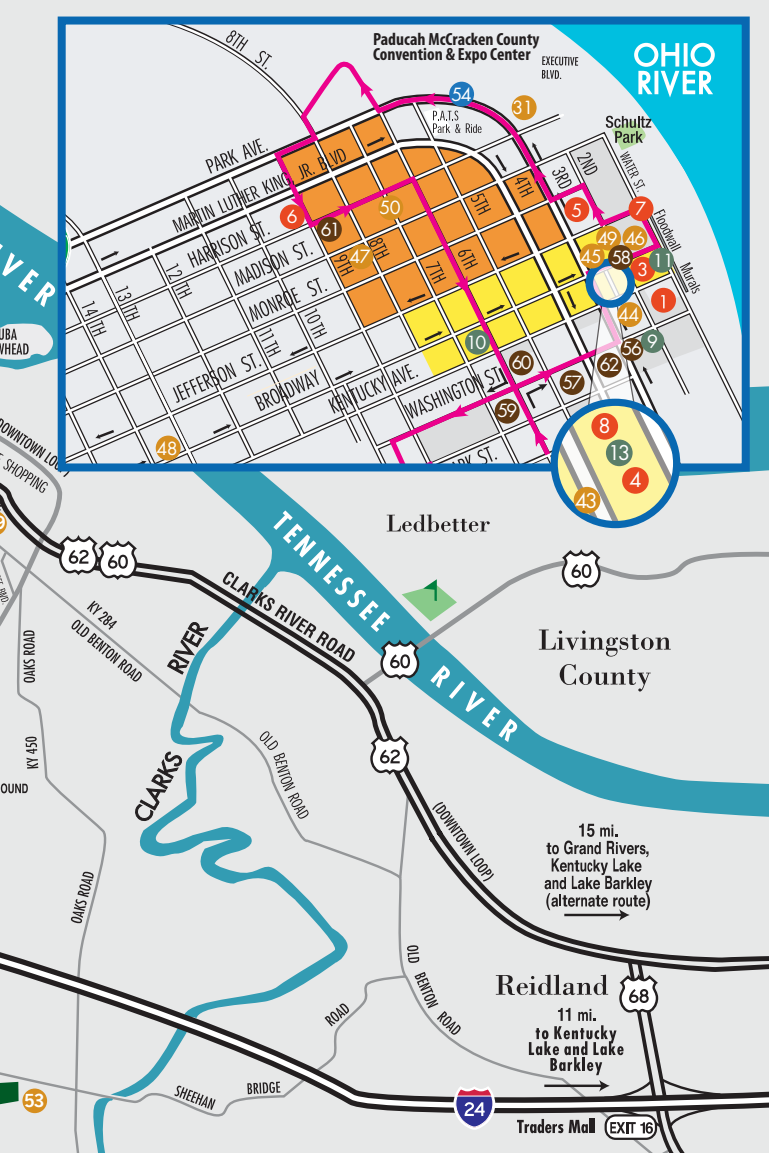 8TH ST.
Paducah McCracken County
Convention & Expo Center
EXECUTIVE
BLVD.
OHIO
RIVER
54
31
P.A.T.S
Park & Ride
Schultz
Park
PARK AVE.
MARTIN LUTHER KING, JR. BLVD
HARRISON ST.
MADISON ST.
MONROE ST.
JEFFERSON ST.
BROADWAY
KENTUCKY AVE.
WASHINGTON ST.
14TH
13TH
12TH
11TH
10TH
9TH
8TH
7TH
6TH
5TH
4TH
3RD
2ND
WATER ST.
Floodwall
Murals
6
61
50
47
5
7
49
46
45
58
3
11
1
44
10
60
57
62
56
9
59
48
8
13
4
43
VER
UBA
WHEAD
DOWNTOWN LOOP
SHOPPING
62
60
TENNESSEE
RIVER
Ledbetter
60
Livingston
County
KY 284
OLD BENTON ROAD
CLARKS RIVER ROAD
60
62
OAKS ROAD
KY 450
OUND
RIVER
CLARKS
OLD BENTON ROAD
(DOWNTOWN LOOP)
15 mi.
to Grand Rivers,
Kentucky Lake
and Lake Barkley
(alternate route)
OAKS ROAD
OLD BENTON ROAD
Reidland
68
11 mi.
to Kentucky
Lake and Lake
Barkley
ROAD
SHEEHAN BRIDGE
53
24
Traders Mall
EXIT 16